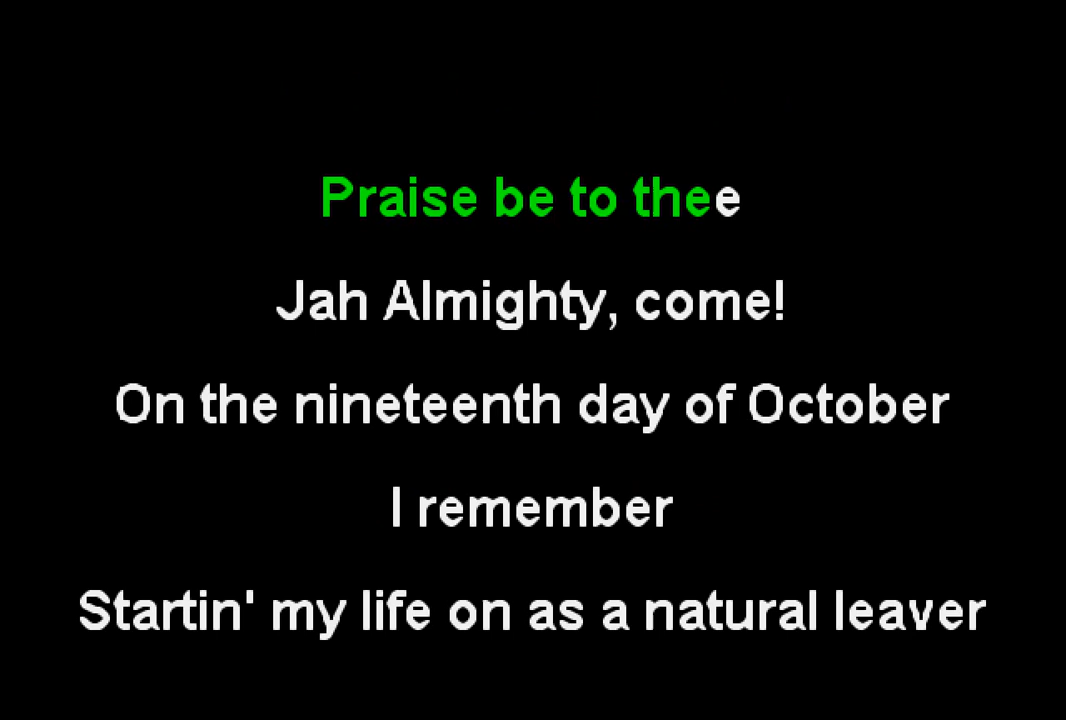 Praise be to thee
Jah Almighty, come!
On the nineteenth day of October
I remember
Startin' my life on as a natural leaver